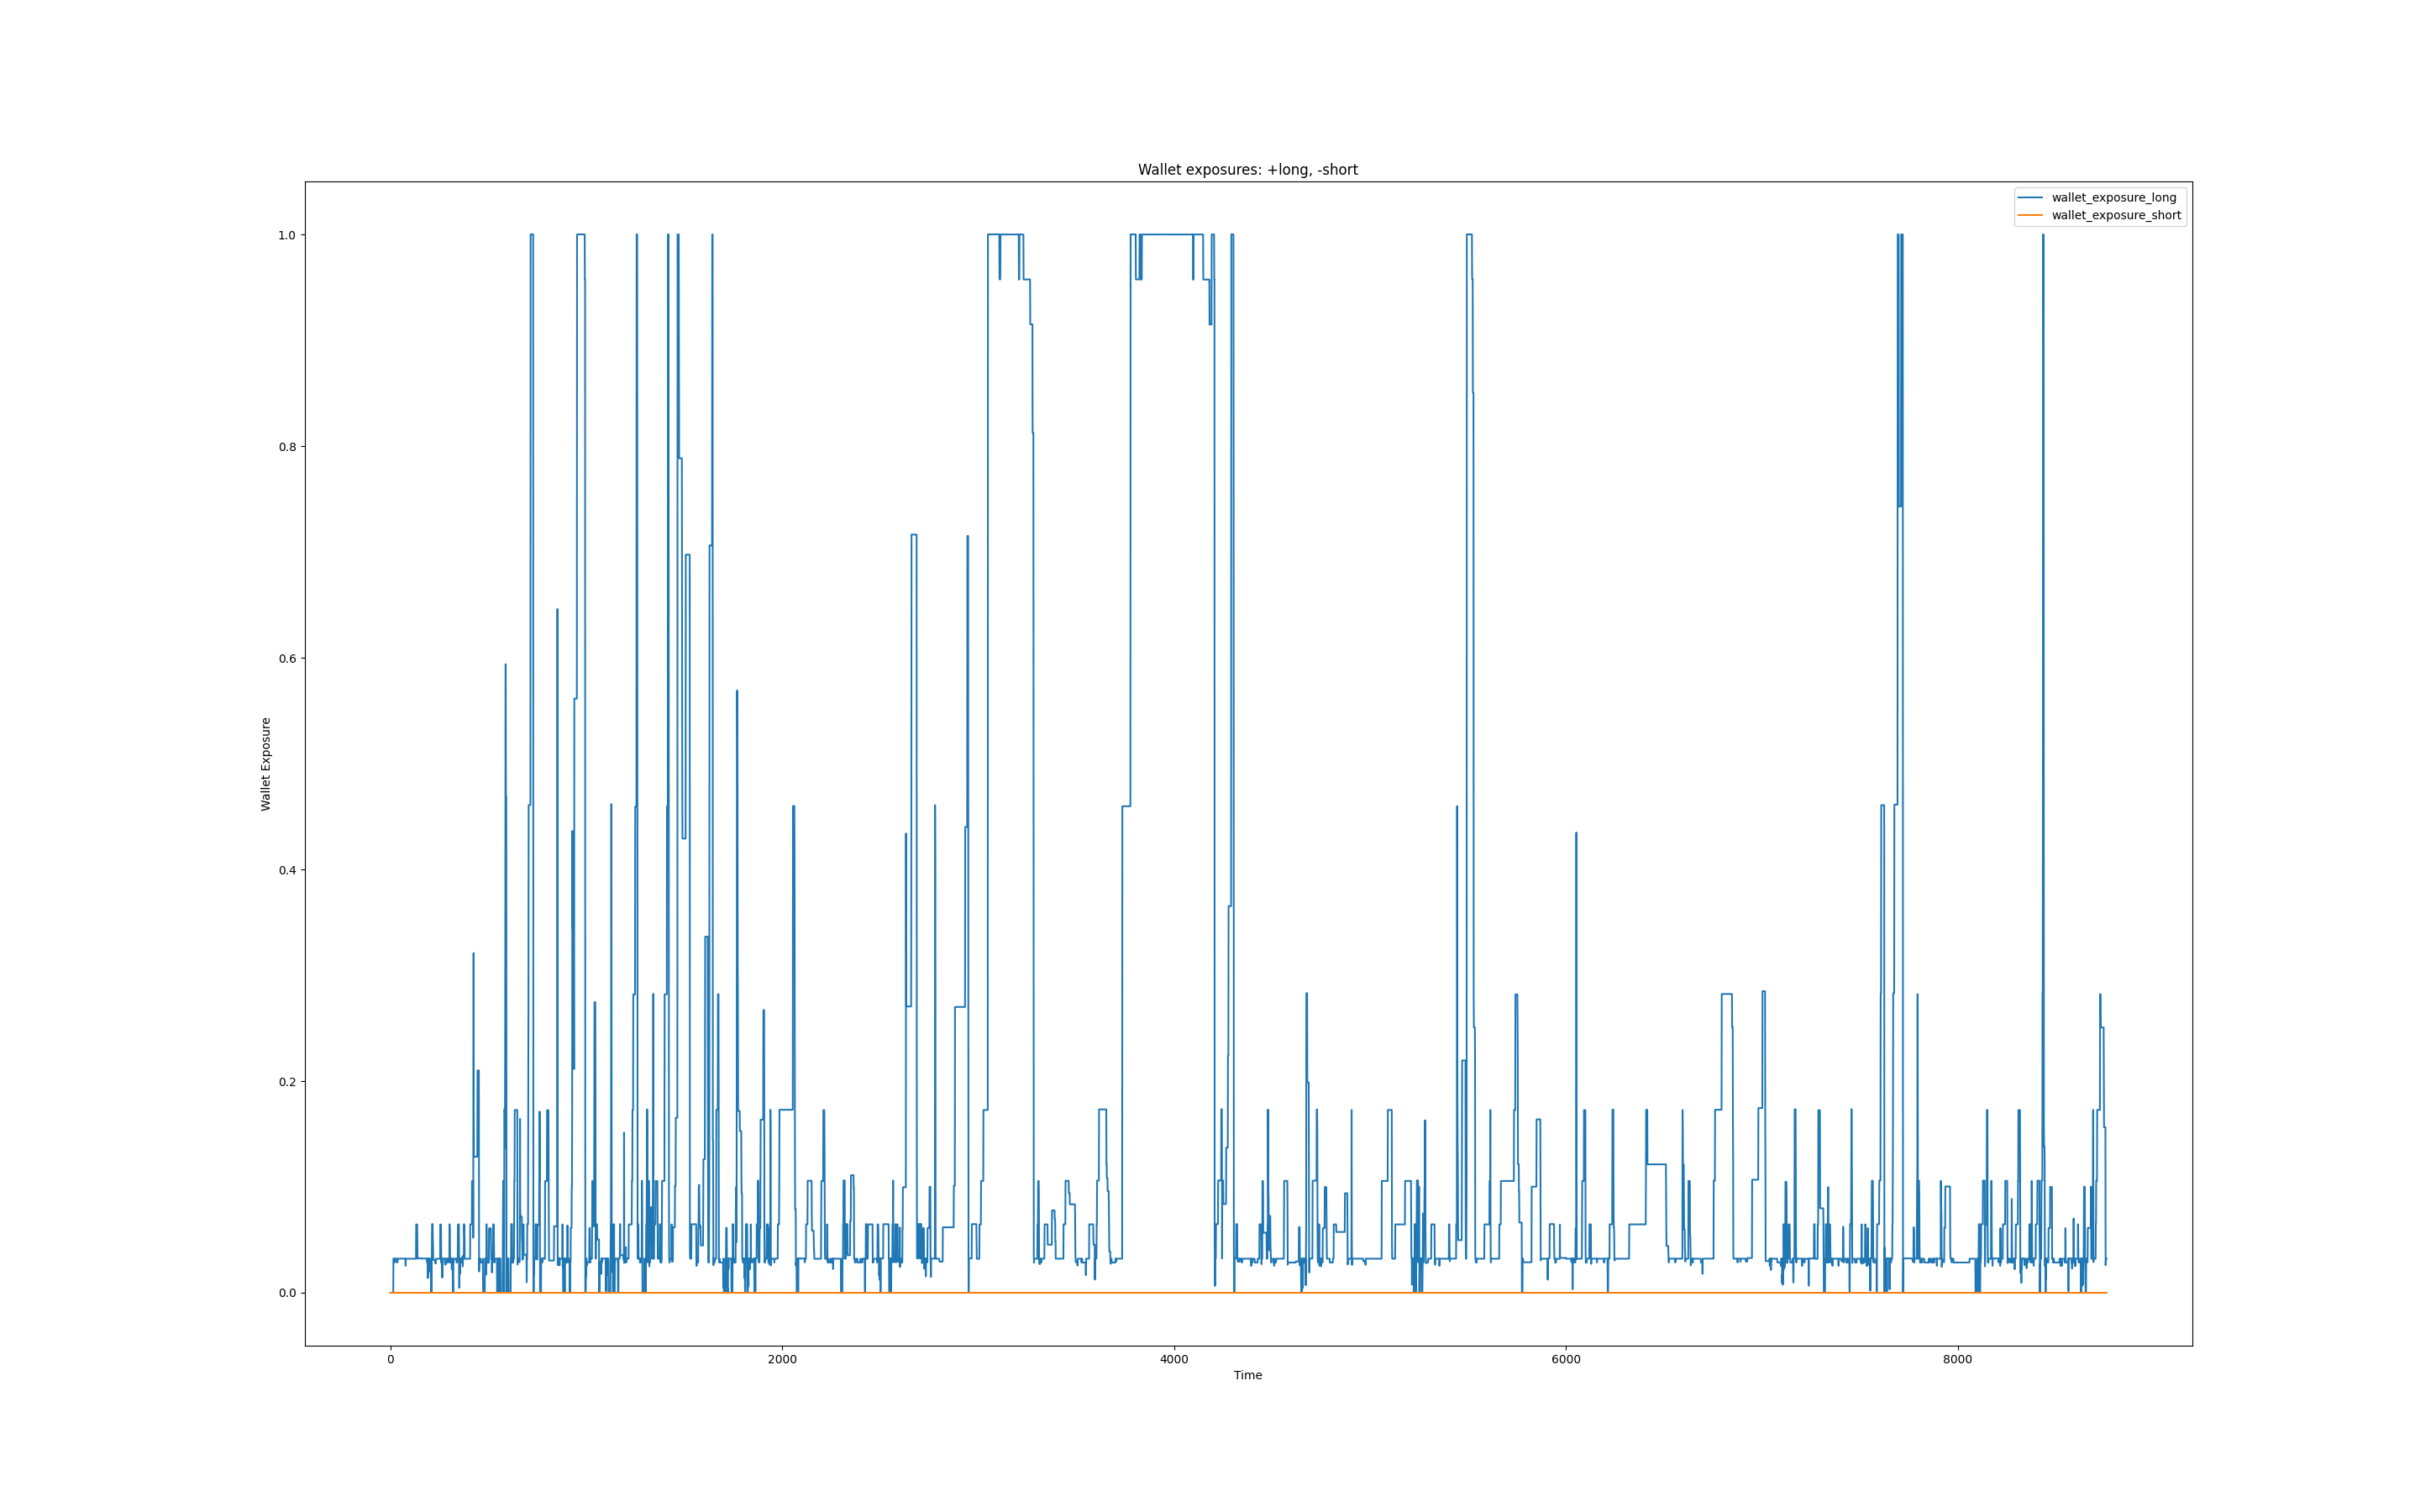 Wallet exposures: +long, -short
wallet_exposure_long
wallet_exposure_short
1.0
0.8
0.6
0.4
0.2
0.0
Wallet Exposure
0 2000 4000 6000 8000
Time